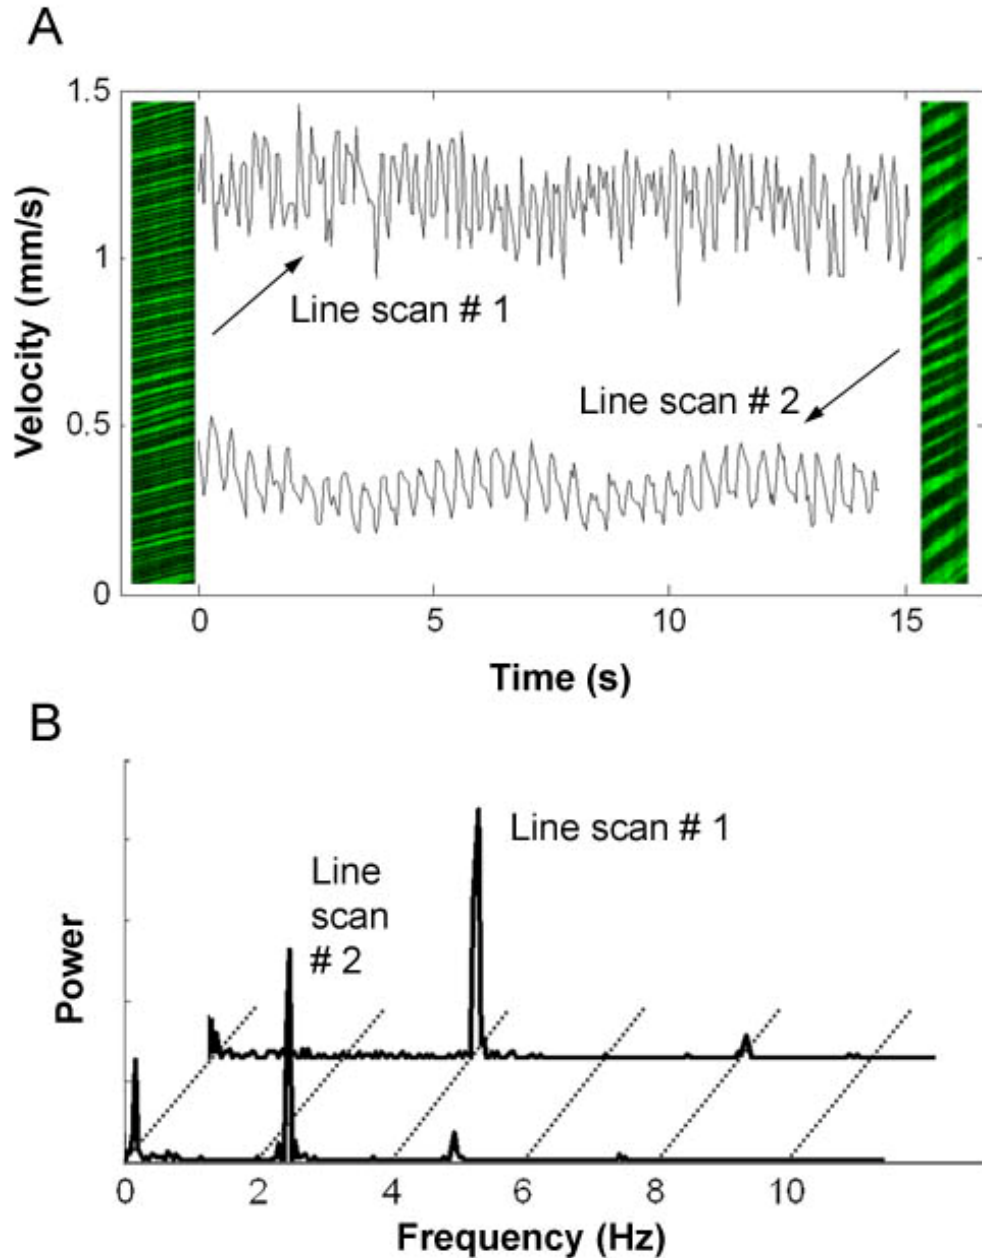 A
1.5
1
0.5
0
Velocity (mm/s)
Line scan # 1
Line scan # 2
0 5 10 15
Time (s)
B
Power
Line scan # 1
Line
scan
# 2
0 2 4 6 8 10
Frequency (Hz)